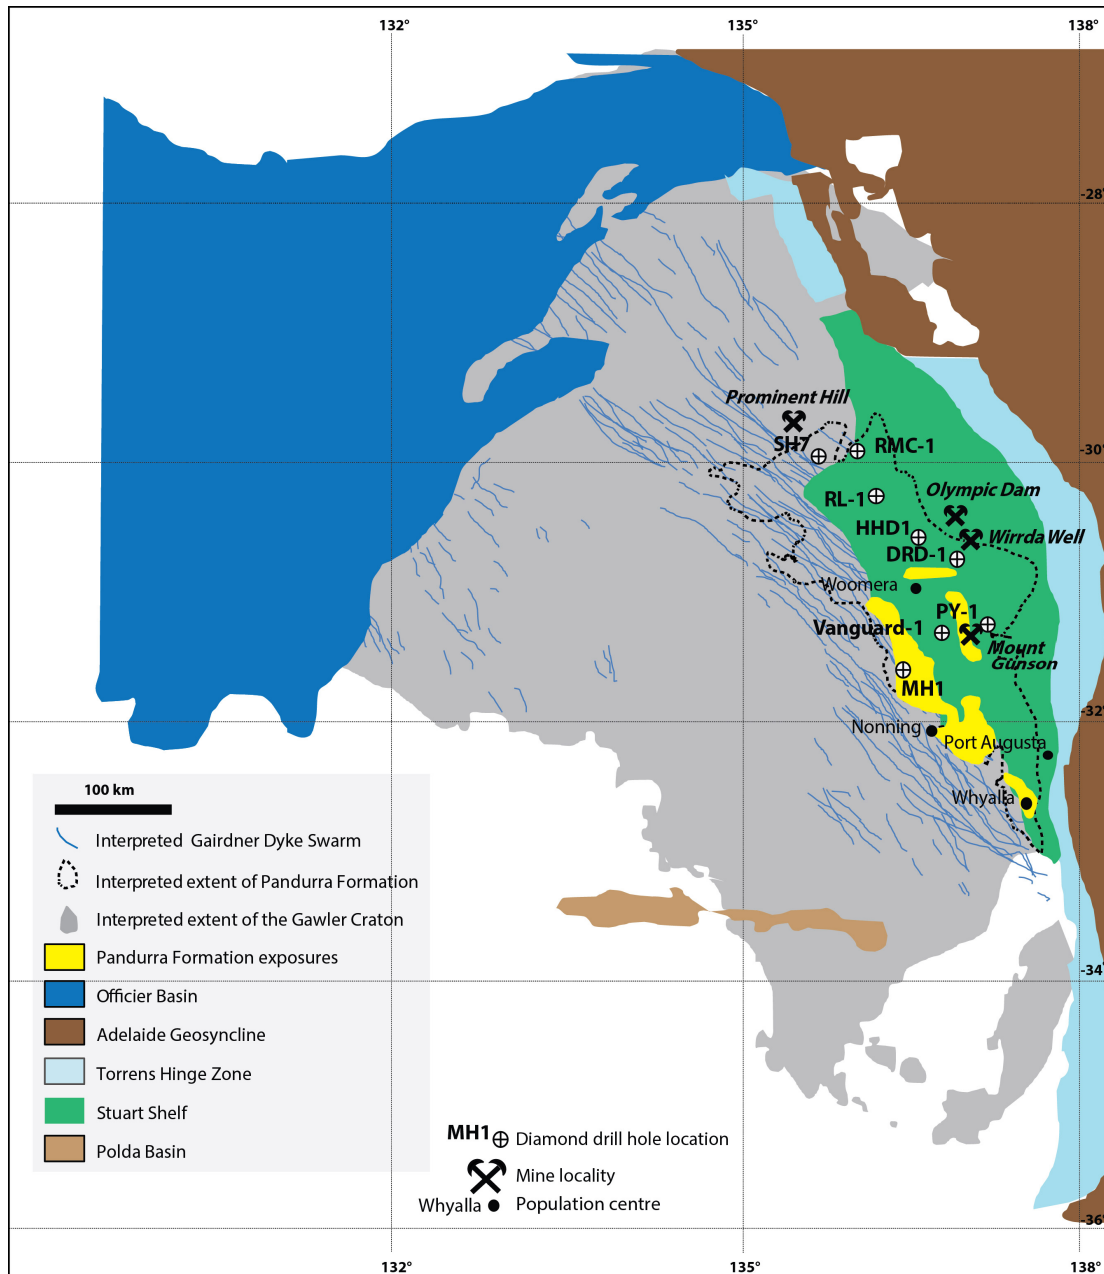 132°
135°
138°
-28°
Prominent Hill
SH7
RMC-1
-30°
RL-1
Olympic Dam
HHD1
Wirrda Well
DRD-1
Woomera
PY-1
Vanguard-1
Mount
Gunson
MH1
-32°
Nonning
Port Augusta
Whyalla
100 km
Interpreted Gairdner Dyke Swarm
Interpreted extent of Pandurra Formation
Interpreted extent of the Gawler Craton
Pandurra Formation exposures
-34°
Officier Basin
Adelaide Geosyncline
Torrens Hinge Zone
Stuart Shelf
Polda Basin
MH1 Diamond drill hole location
Mine locality
Whyalla Population centre
-36°
132°
135°
138°